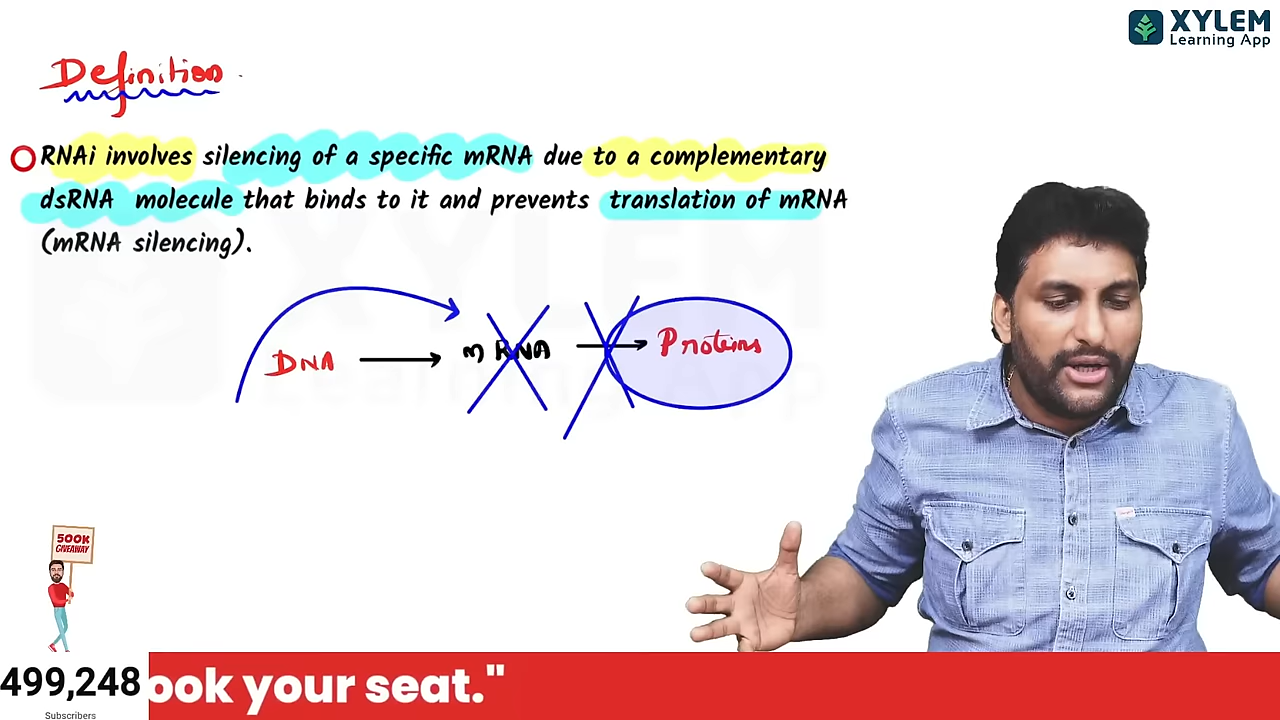 XYLEM
Learning App
Definition
RNAi involves silencing of a specific mRNA due to a complementary
dsRNA molecule that binds to it and prevents translation of mRNA
(mRNA silencing).
DNA → mRNA → Proteins
500K
GIVEAWAY
499,248
Subscribers
ook your seat."